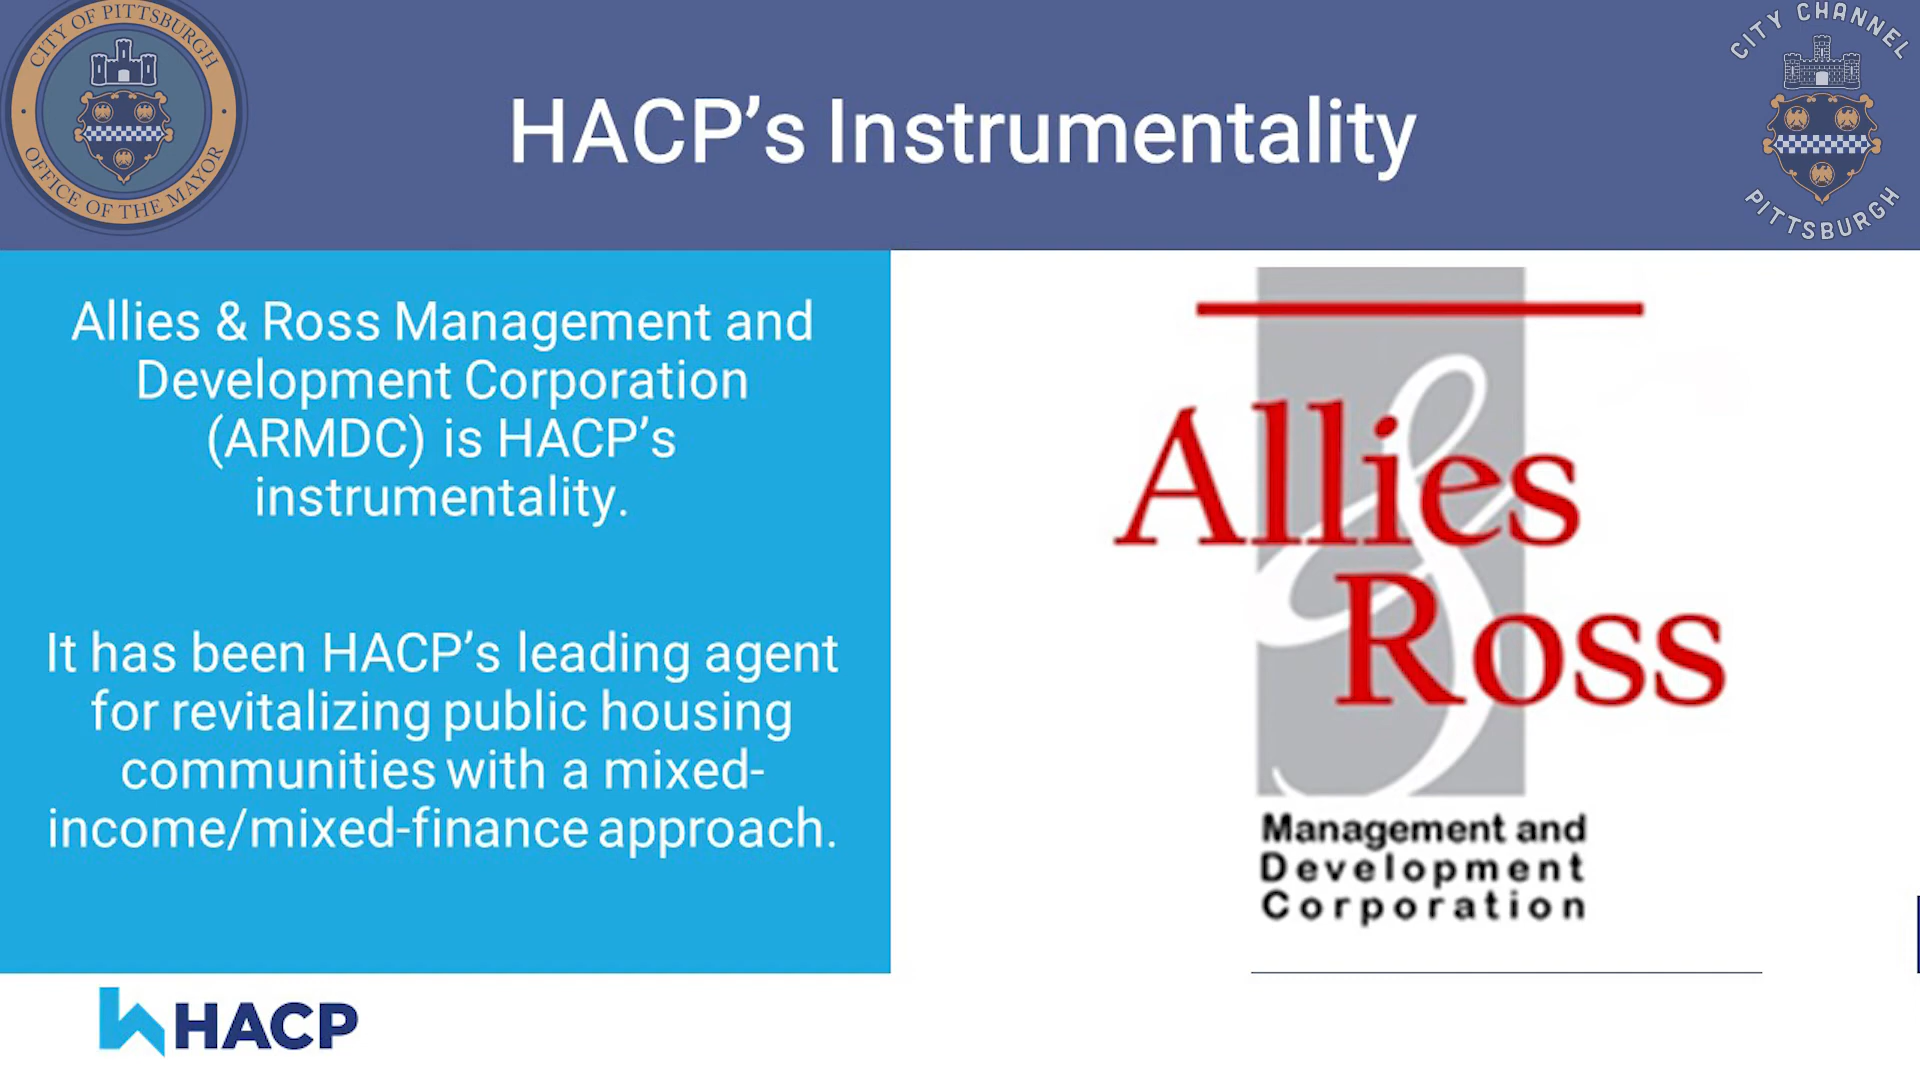 CITY OF PITTSBURGH
OFFICE OF THE MAYOR
HACP's Instrumentality
CITY CHANNEL
PITTSBURGH
Allies & Ross Management and
Development Corporation
(ARMDC) is HACP's
instrumentality.
It has been HACP's leading agent
for revitalizing public housing
communities with a mixed-
income/mixed-finance approach.
Allies
&
Ross
Management and
Development
Corporation
HACP